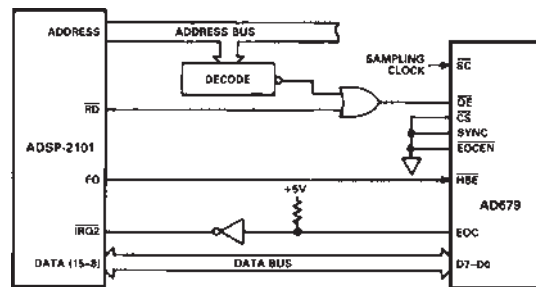 ADDRESS
ADDRESS BUS
DECODE
SAMPLING
CLOCK
SC
RD
OE
CS
SYNC
EOCEN
ADSP-2101
FO
HBE
+5V
AD679
IRQ2
EOC
DATA (15-8)
DATA BUS
D7-D0